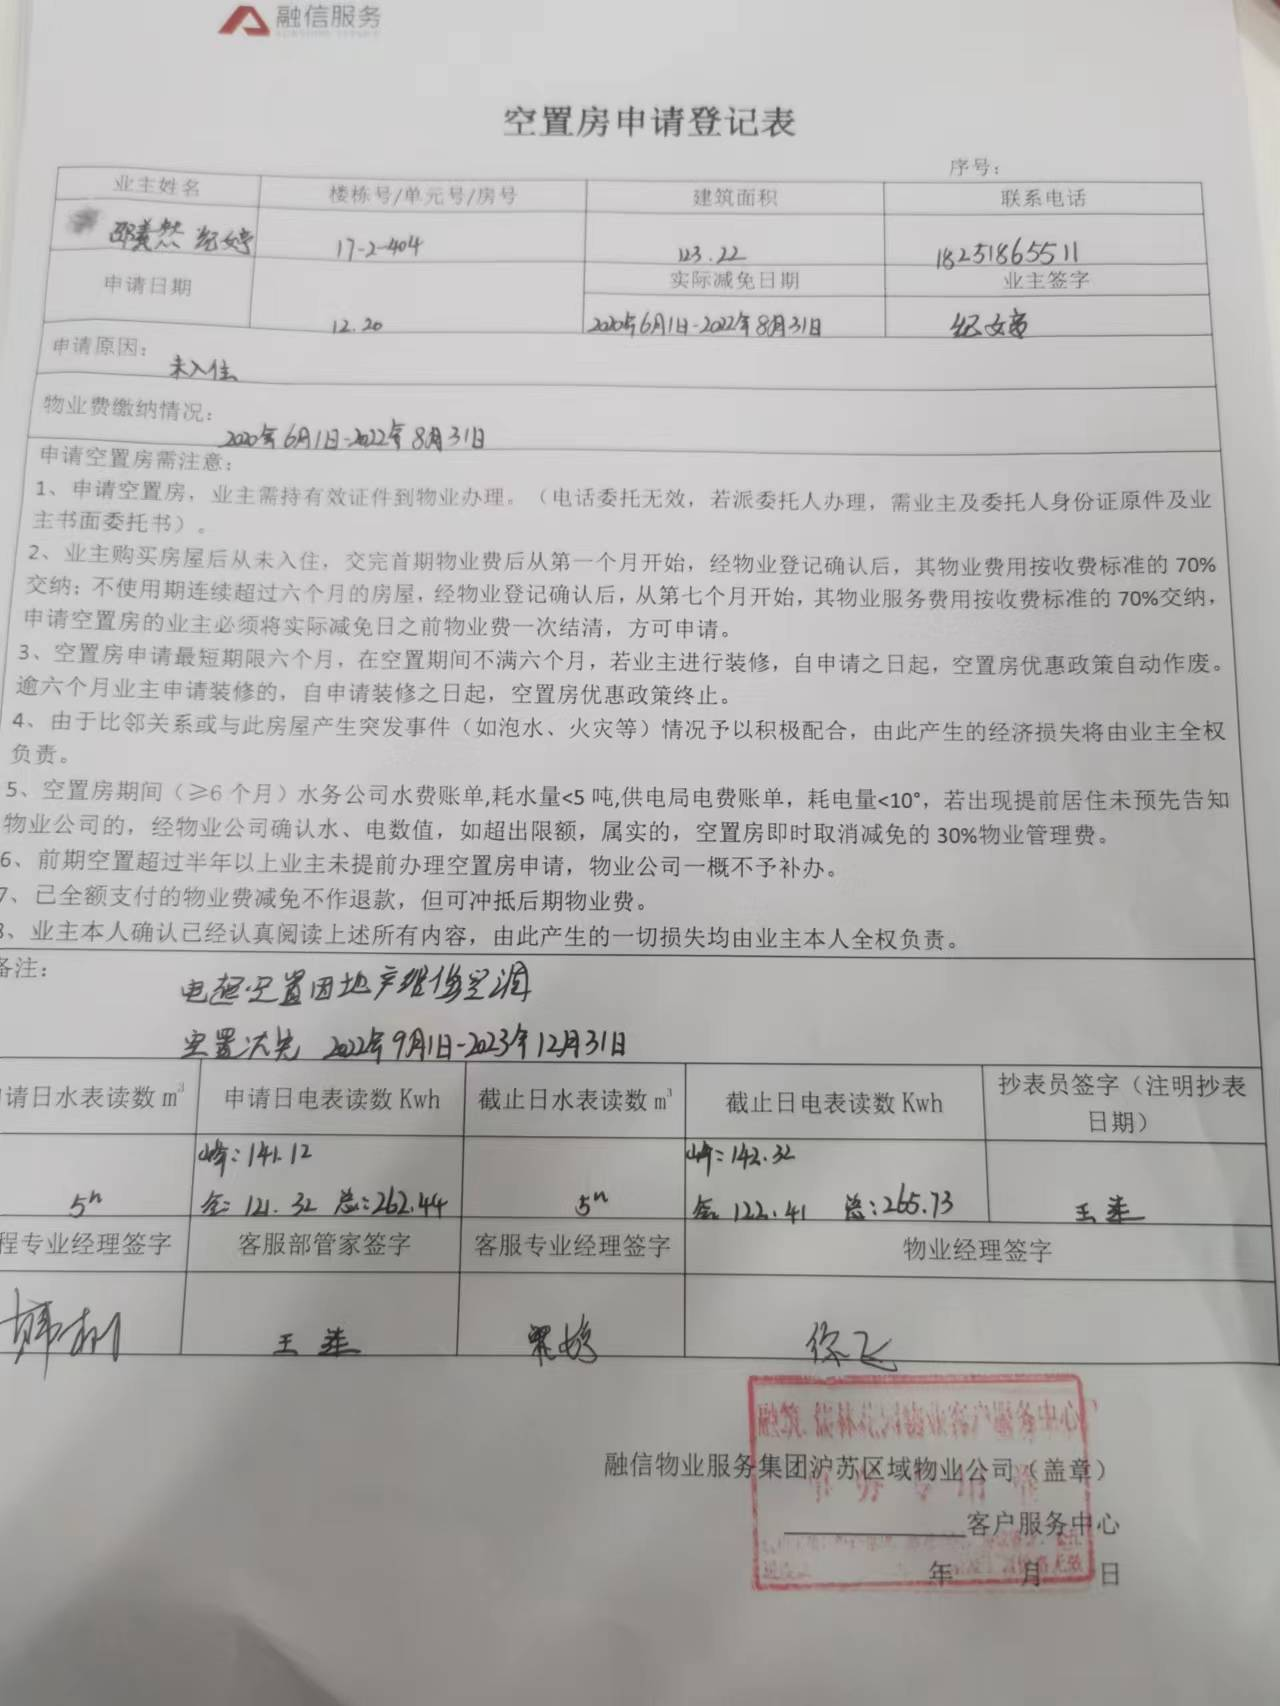 融信服务
空置房申请登记表
序号：
业主姓名 楼栋号/单元号/房号 建筑面积 联系电话
邵義然 纪婷 17-2-404 123.22 18251865511
申请日期 12.20 实际减免日期 业主签字
2020年6月1日-2022年8月31日
申请原因：
未入住
物业费缴纳情况：
2020年6月1日-2022年8月31日
申请空置房需注意：
1、申请空置房，业主需持有效证件到物业办理。（电话委托无效，若派委托人办理，需业主及委托人身份证原件及业
主书面委托书）。
2、业主购买房屋后从未入住，交完首期物业费后从第一个月开始，经物业登记确认后，其物业费用按收费标准的 70%
交纳；不使用期连续超过六个月的房屋，经物业登记确认后，从第七个月开始，其物业服务费用按收费标准的 70%交纳，
申请空置房的业主必须将实际减免日之前物业费一次结清，方可申请。
3、空置房申请最短期限六个月，在空置期间不满六个月，若业主进行装修，自申请之日起，空置房优惠政策自动作废。
逾六个月业主申请装修的，自申请装修之日起，空置房优惠政策终止。
4、由于比邻关系或与此房屋产生突发事件（如泡水、火灾等）情况予以积极配合，由此产生的经济损失将由业主全权
负责。
5、空置房期间（≥6 个月）水务公司水费账单,耗水量<5 吨,供电局电费账单，耗电量<10°，若出现提前居住未预先告知
物业公司的，经物业公司确认水、电数值，如超出限额，属实的，空置房即时取消减免的 30%物业管理费。
6、前期空置超过半年以上业主未提前办理空置房申请，物业公司一概不予补办。
7、已全额支付的物业费减免不作退款，但可冲抵后期物业费。
、业主本人确认已经认真阅读上述所有内容，由此产生的一切损失均由业主本人全权负责。
备注：
空置因地产维修空调
空置 2022年9月1日-2023年12月31日
请日水表读数 m³ 申请日电表读数 Kwh 截止日水表读数 m³ 截止日电表读数 Kwh 抄表员签字（注明抄表
日期）
峰：141.12 峰：142.32
谷：121.32 总：262.44 谷：122.41 总：265.73
程专业经理签字 客服部管家签字 客服专业经理签字 物业经理签字
徐飞
融信物业服务集团沪苏区域物业公司（盖章）
客户服务中心
年 月 日